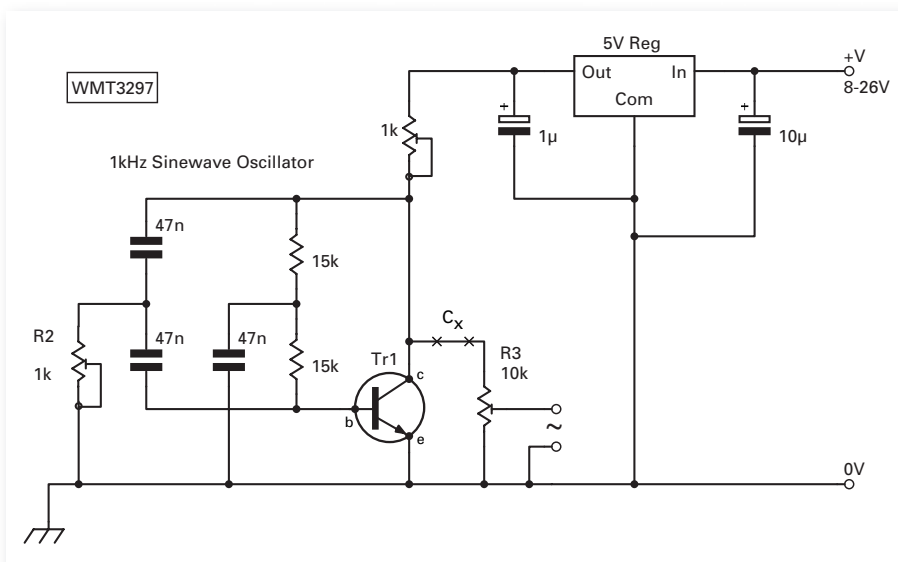 5V Reg
Out
In
Com
+V
8-26V
WMT3297
1k
+
1µ
+
10µ
1kHz Sinewave Oscillator
47n
15k
R2
1k
47n
47n
15k
Cx
R3
10k
Tr1
c
b
e
~
0V